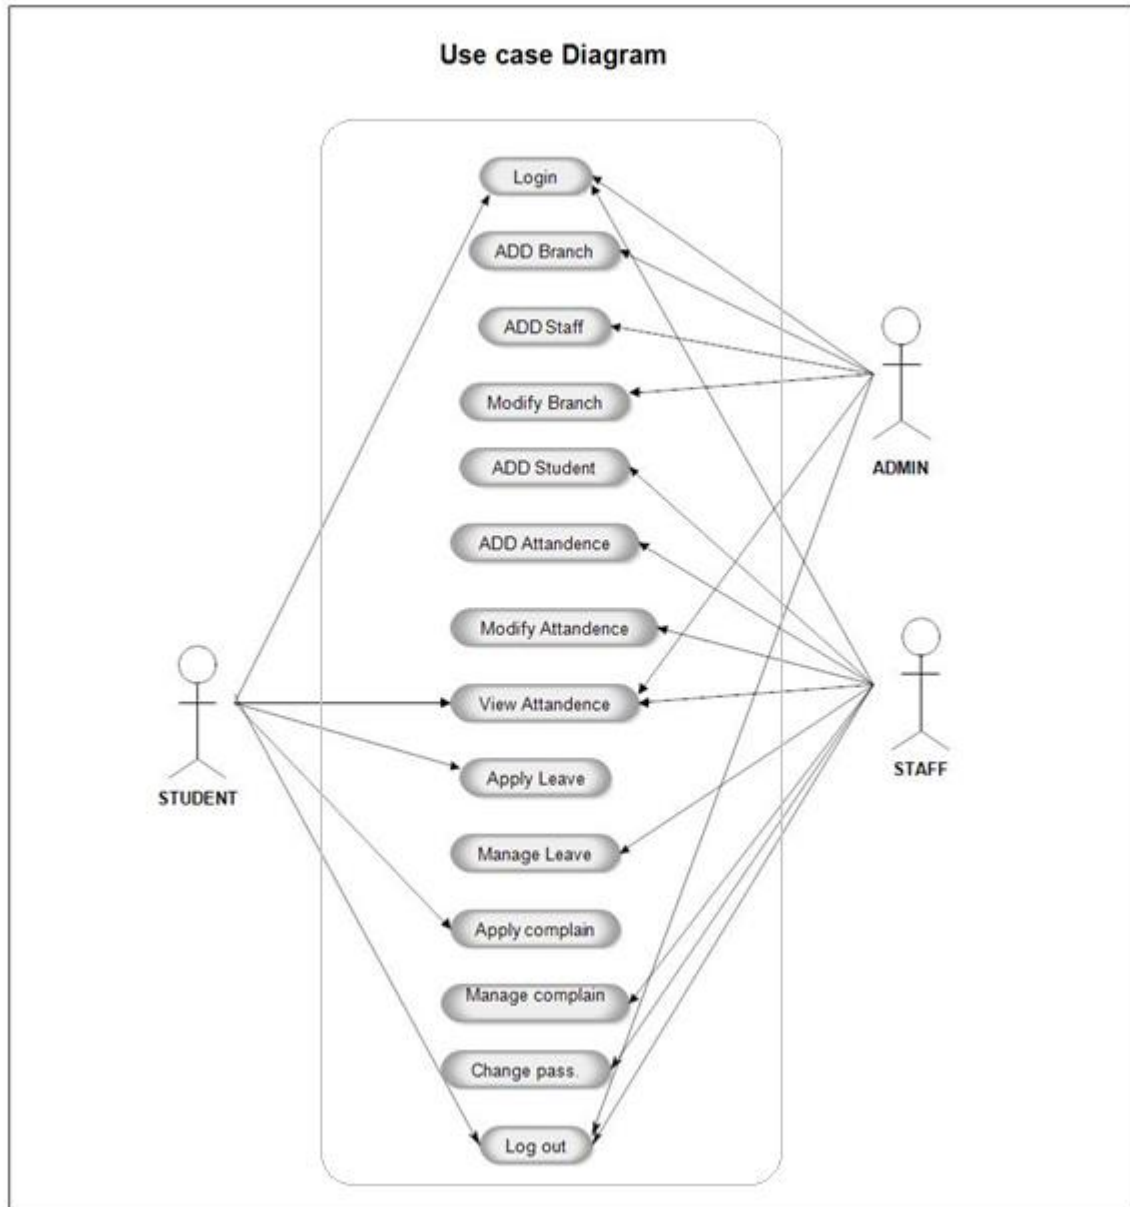 Use case Diagram
Login
ADD Branch
ADD Staff
Modify Branch
ADD Student
ADMIN
ADD Attandence
Modify Attandence
View Attandence
STAFF
Apply Leave
STUDENT
Manage Leave
Apply complain
Manage complain
Change pass.
Log out